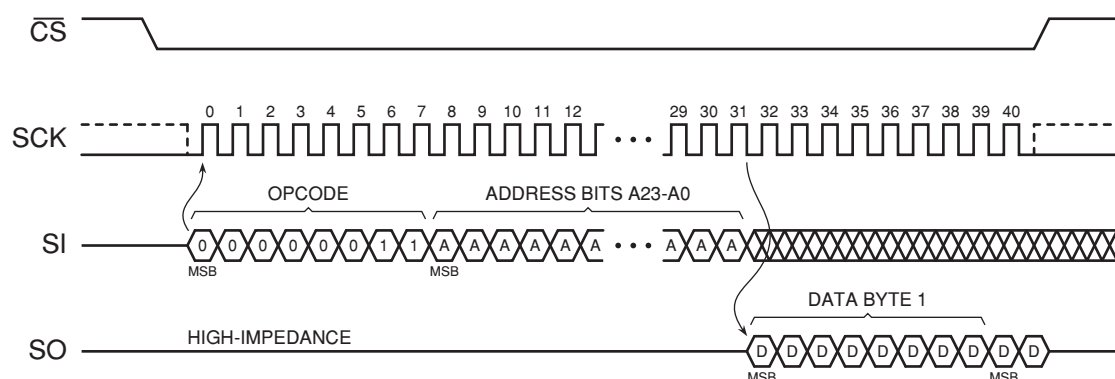 CS
0 1 2 3 4 5 6 7 8 9 10 11 12 29 30 31 32 33 34 35 36 37 38 39 40
SCK
OPCODE ADDRESS BITS A23-A0
SI 0 0 0 0 0 0 1 1 A A A A A A A A A
MSB MSB
DATA BYTE 1
HIGH-IMPEDANCE
SO D D D D D D D D D D
MSB MSB